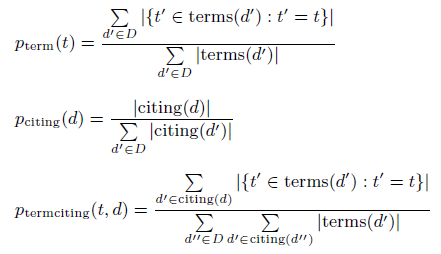 p_term(t) = ∑_{d′∈D} |{t′ ∈ terms(d′) : t′ = t}| / ∑_{d′∈D} |terms(d′)|
p_citing(d) = |citing(d)| / ∑_{d′∈D} |citing(d′)|
p_termciting(t, d) = ∑_{d′∈citing(d)} |{t′ ∈ terms(d′) : t′ = t}| / ∑_{d″∈D} ∑_{d′∈citing(d″)} |terms(d′)|